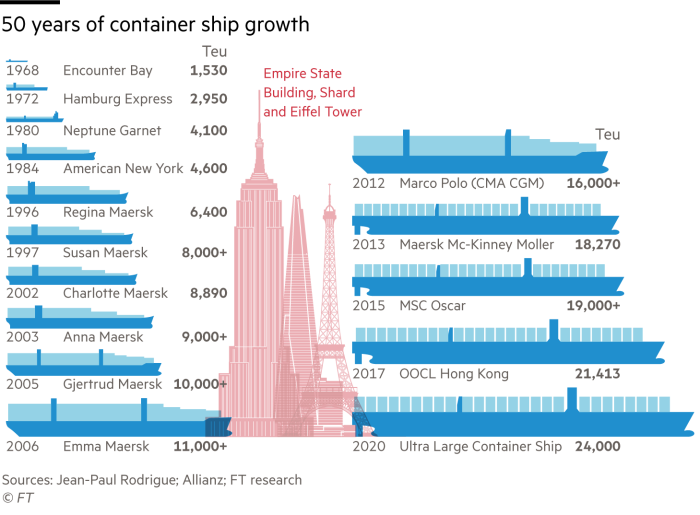 50 years of container ship growth
Teu
1968 Encounter Bay 1,530
1972 Hamburg Express 2,950
1980 Neptune Garnet 4,100
1984 American New York 4,600
1996 Regina Maersk 6,400
1997 Susan Maersk 8,000+
2002 Charlotte Maersk 8,890
2003 Anna Maersk 9,000+
2005 Gjertrud Maersk 10,000+
2006 Emma Maersk 11,000+
Empire State
Building, Shard
and Eiffel Tower
Teu
2012 Marco Polo (CMA CGM) 16,000+
2013 Maersk Mc-Kinney Moller 18,270
2015 MSC Oscar 19,000+
2017 OOCL Hong Kong 21,413
2020 Ultra Large Container Ship 24,000
Sources: Jean-Paul Rodrigue; Allianz; FT research
© FT